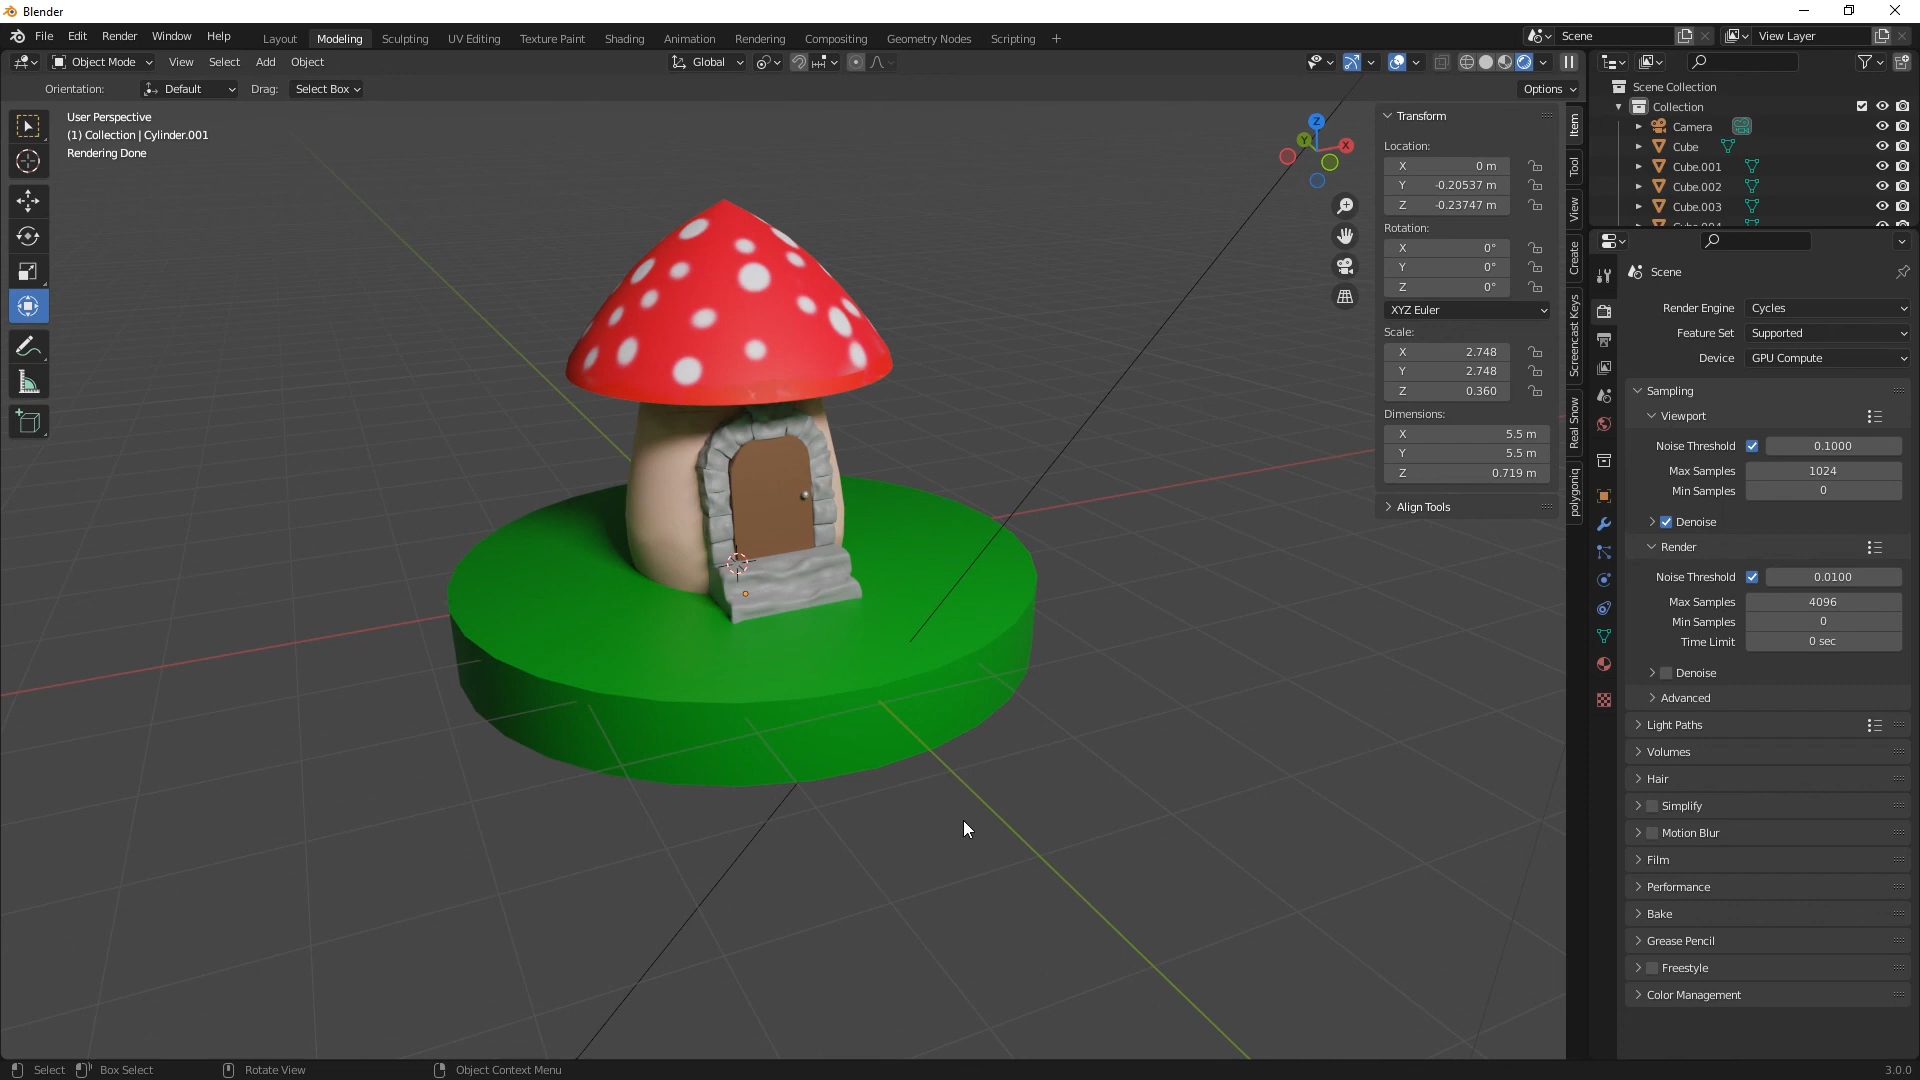 Blender
File Edit Render Window Help
Layout Modeling Sculpting UV Editing Texture Paint Shading Animation Rendering Compositing Geometry Nodes Scripting +
Scene
View Layer
Object Mode View Select Add Object
Global
Orientation: Default Drag: Select Box
Options
User Perspective
(1) Collection | Cylinder.001
Rendering Done
Z
Y
X
Transform
Location:
X 0 m
Y -0.20537 m
Z -0.23747 m
Rotation:
X 0°
Y 0°
Z 0°
XYZ Euler
Scale:
X 2.748
Y 2.748
Z 0.360
Dimensions:
X 5.5 m
Y 5.5 m
Z 0.719 m
Align Tools
Item
Tool
View
Create
Screencast Keys
Real Snow
polygoniq
Scene Collection
Collection
Camera
Cube
Cube.001
Cube.002
Cube.003
Scene
Render Engine Cycles
Feature Set Supported
Device GPU Compute
Sampling
Viewport
Noise Threshold 0.1000
Max Samples 1024
Min Samples 0
Denoise
Render
Noise Threshold 0.0100
Max Samples 4096
Min Samples 0
Time Limit 0 sec
Denoise
Advanced
Light Paths
Volumes
Hair
Simplify
Motion Blur
Film
Performance
Bake
Grease Pencil
Freestyle
Color Management
Select Box Select Rotate View Object Context Menu
3.0.0